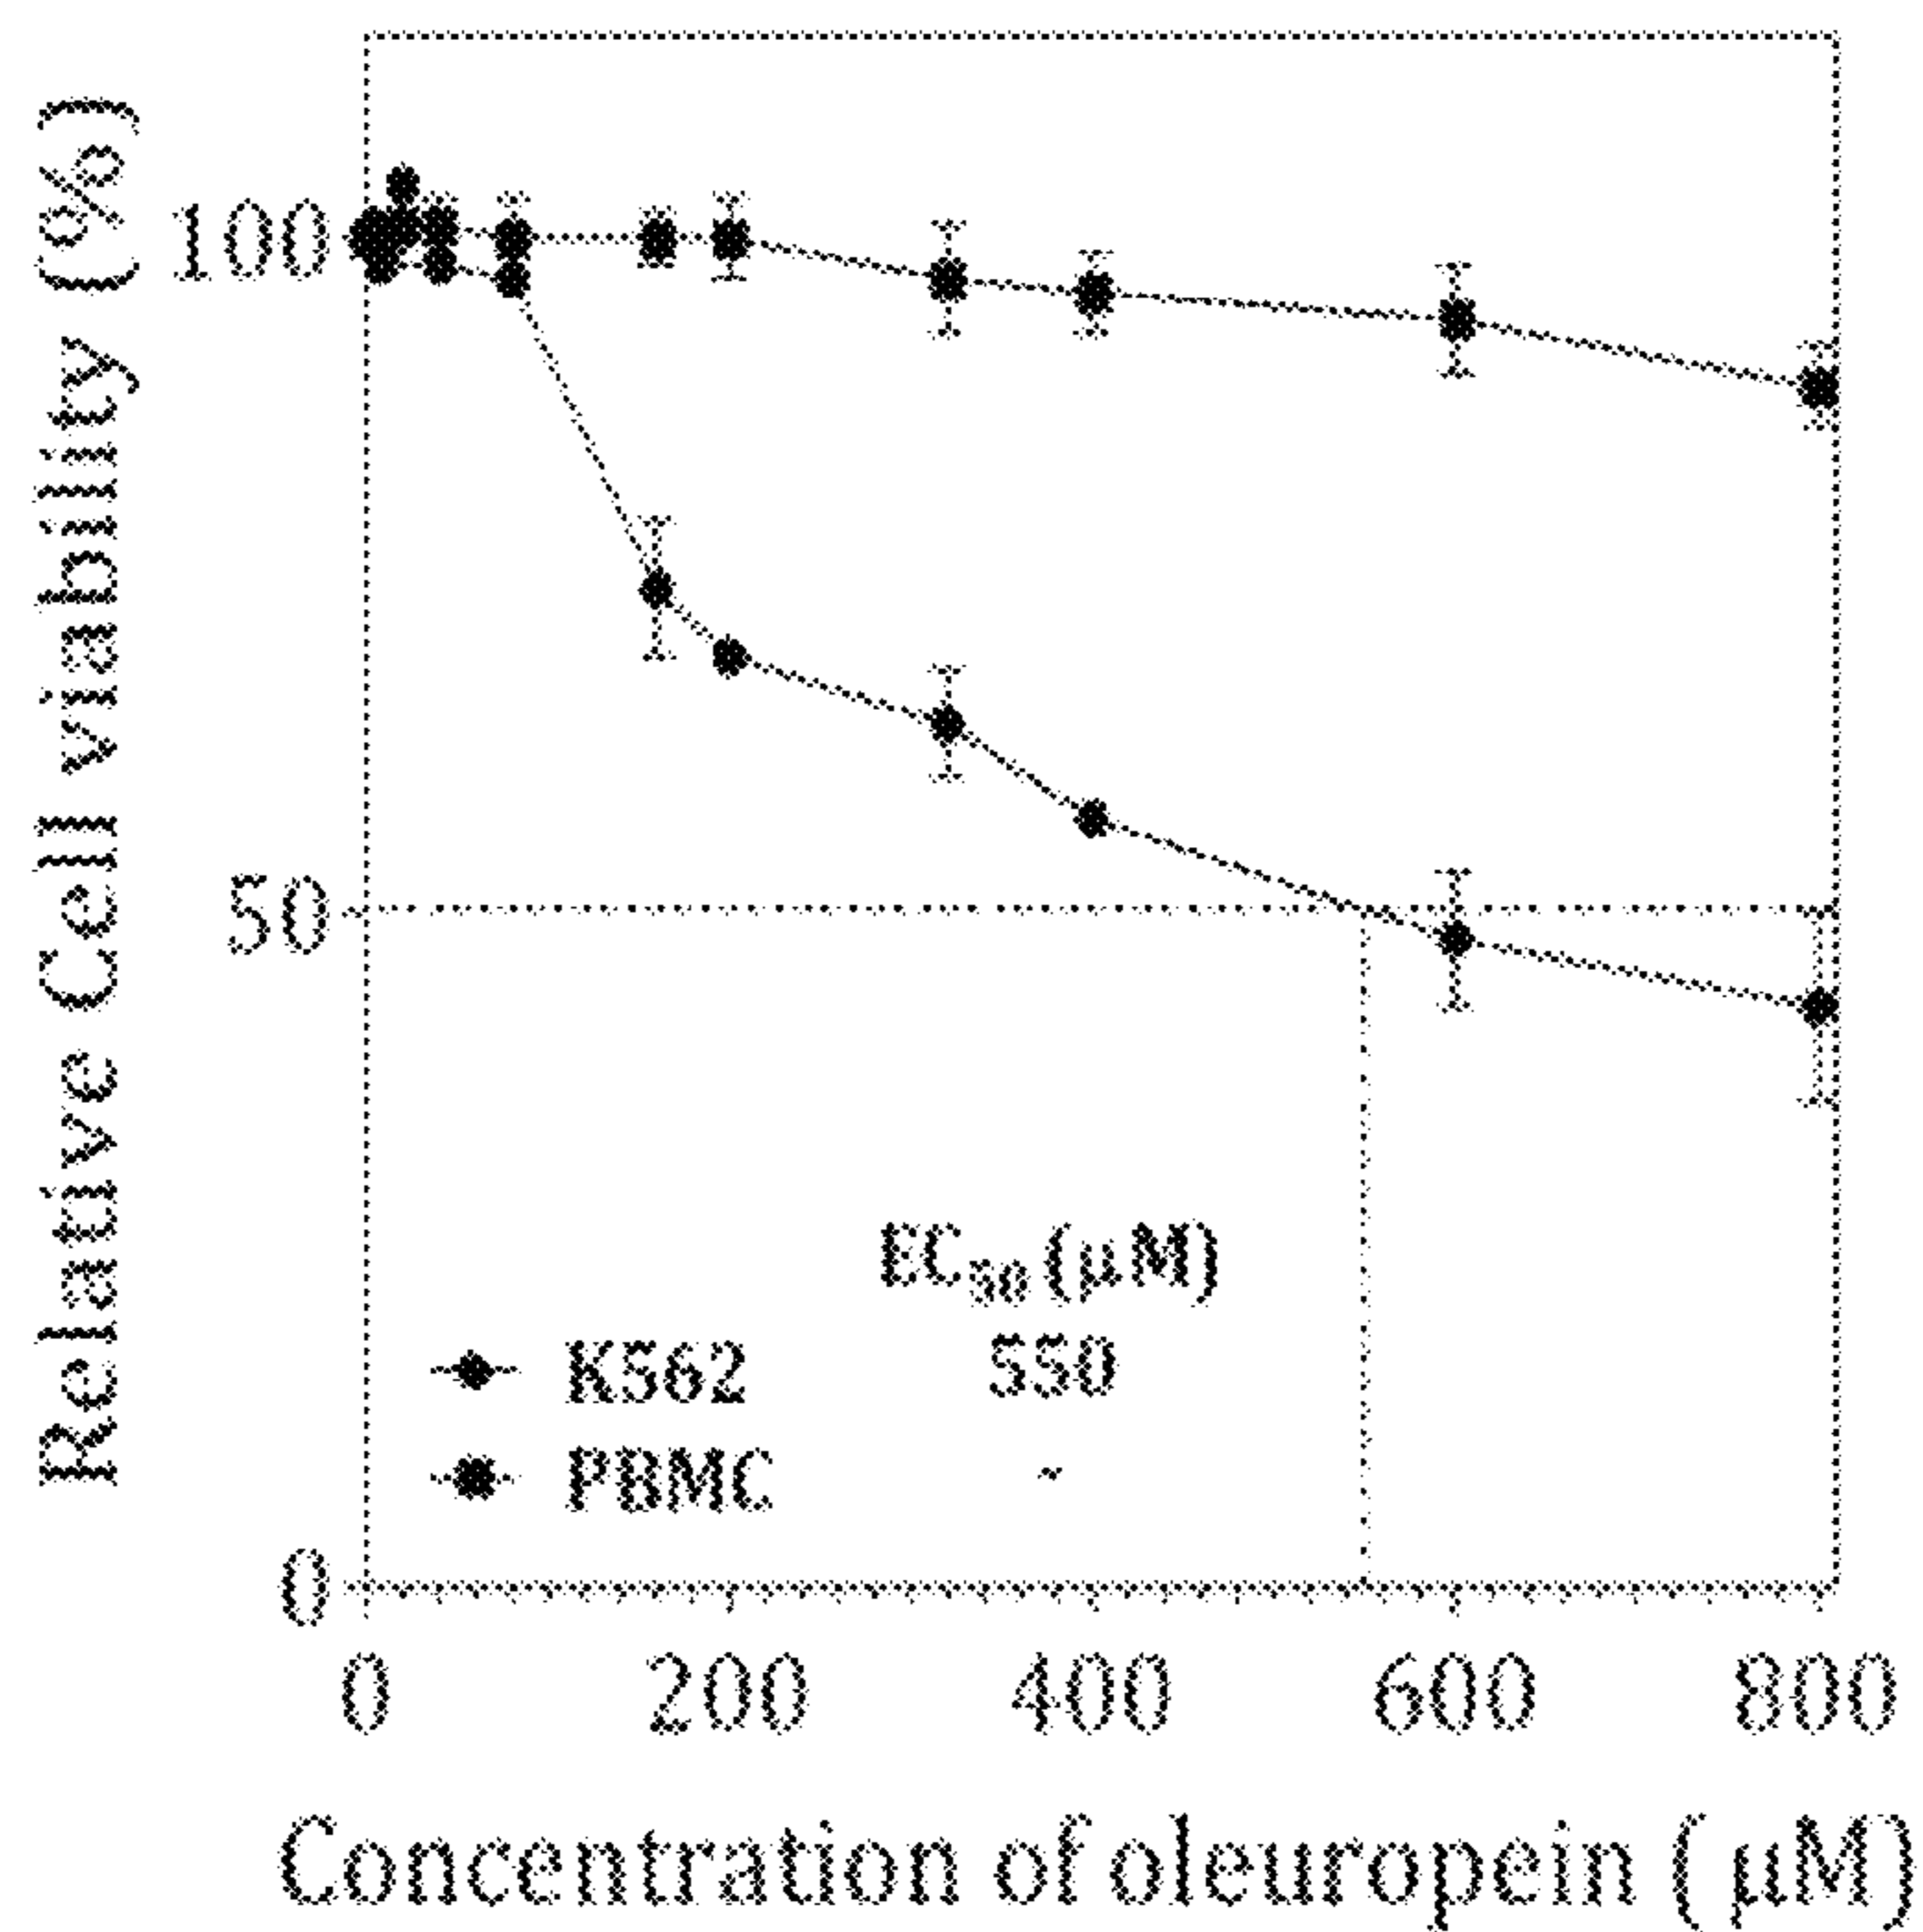 Relative Cell viability (%)
100
50
0
EC50 (µM)
K562 550
PBMC -
0 200 400 600 800
Concentration of oleuropein (µM)